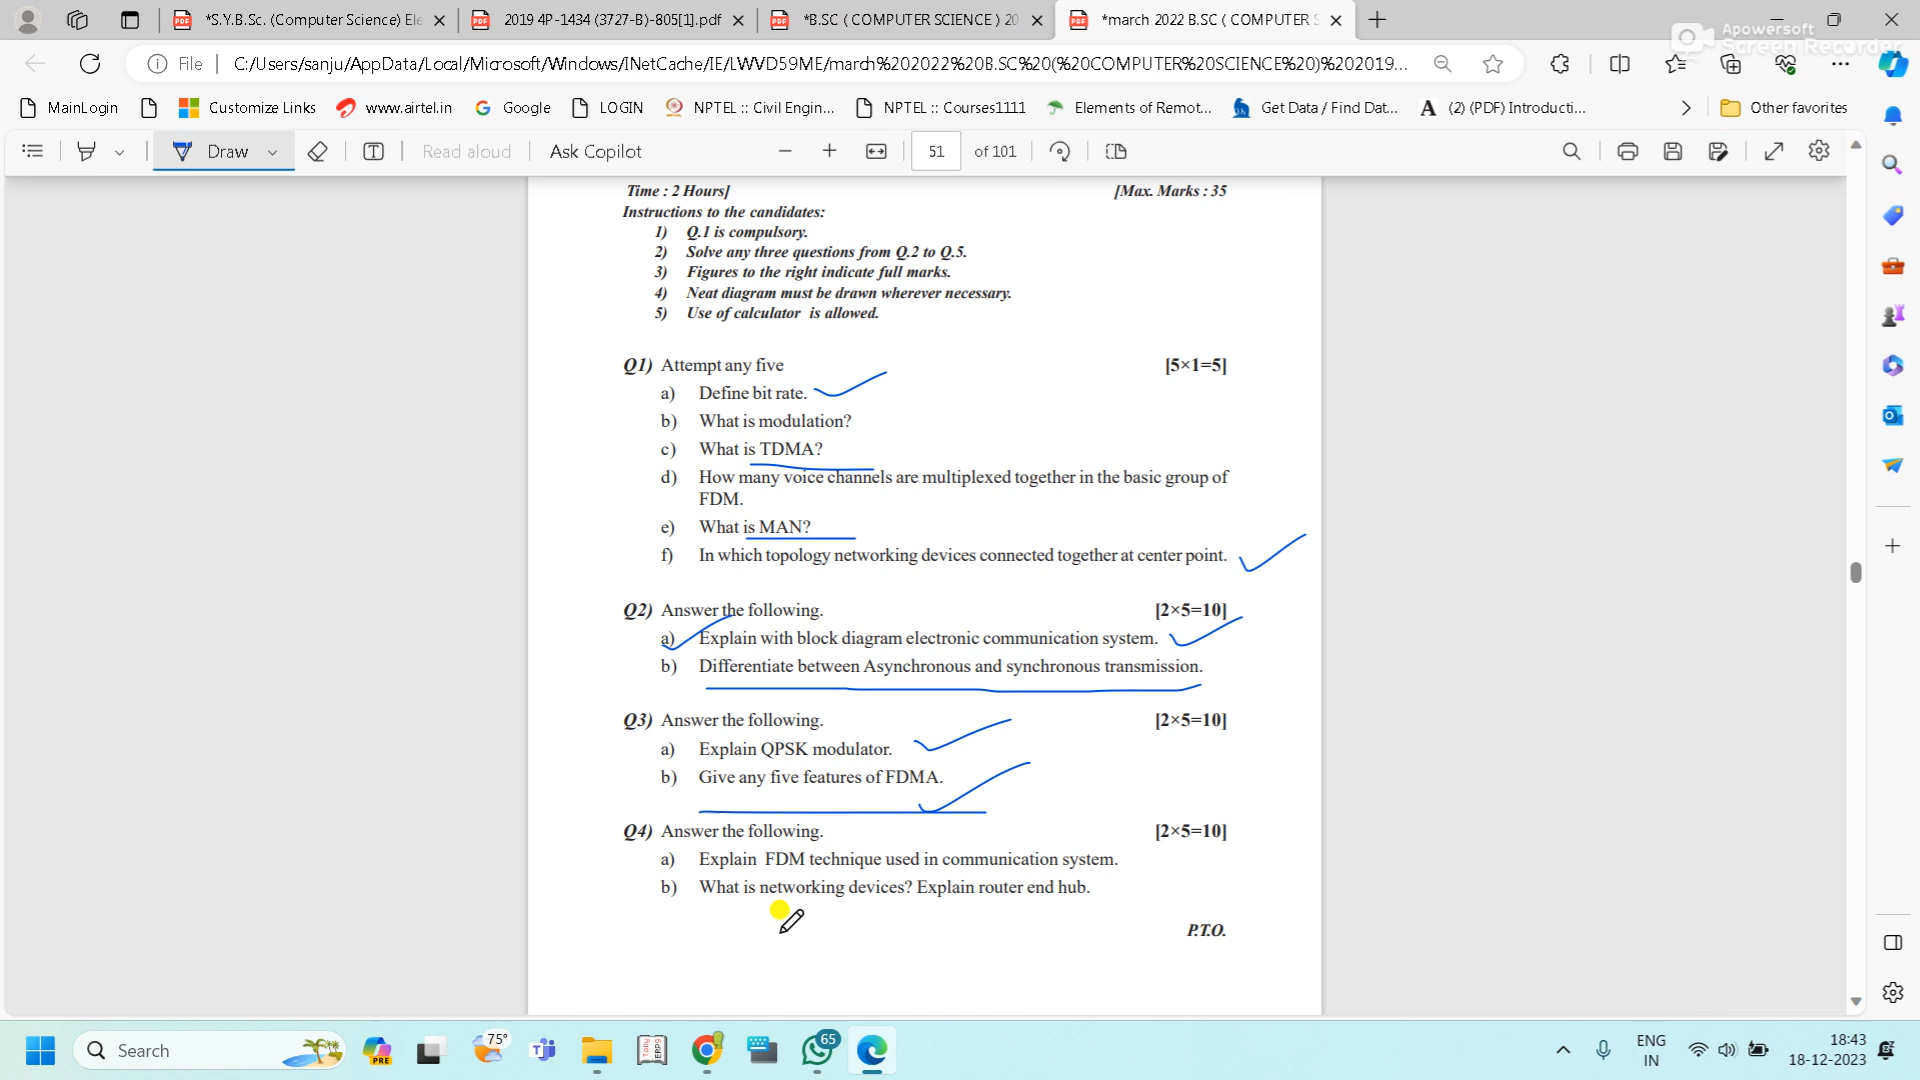 *S.Y.B.Sc. (Computer Science) Ele
2019 4P-1434 (3727-B)-805[1].pdf
*B.SC ( COMPUTER SCIENCE ) 20
*march 2022 B.SC ( COMPUTER S
Apowersoft
Screen Recorder
File
C:/Users/sanju/AppData/Local/Microsoft/Windows/INetCache/IE/LWVD59ME/march%202022%20B.SC%20(%20COMPUTER%20SCIENCE%20)%202019...
MainLogin
Customize Links
www.airtel.in
Google
LOGIN
NPTEL :: Civil Engin...
NPTEL :: Courses1111
Elements of Remot...
Get Data / Find Dat...
A (2) (PDF) Introducti...
Other favorites
Draw
Read aloud
Ask Copilot
51 of 101
Time : 2 Hours] [Max. Marks : 35
Instructions to the candidates:
1) Q.1 is compulsory.
2) Solve any three questions from Q.2 to Q.5.
3) Figures to the right indicate full marks.
4) Neat diagram must be drawn wherever necessary.
5) Use of calculator is allowed.
Q1) Attempt any five [5×1=5]
a) Define bit rate.
b) What is modulation?
c) What is TDMA?
d) How many voice channels are multiplexed together in the basic group of
FDM.
e) What is MAN?
f) In which topology networking devices connected together at center point.
Q2) Answer the following. [2×5=10]
a) Explain with block diagram electronic communication system.
b) Differentiate between Asynchronous and synchronous transmission.
Q3) Answer the following. [2×5=10]
a) Explain QPSK modulator.
b) Give any five features of FDMA.
Q4) Answer the following. [2×5=10]
a) Explain FDM technique used in communication system.
b) What is networking devices? Explain router end hub.
P.T.O.
Search
PRE
75°
65
ENG
IN
18:43
18-12-2023